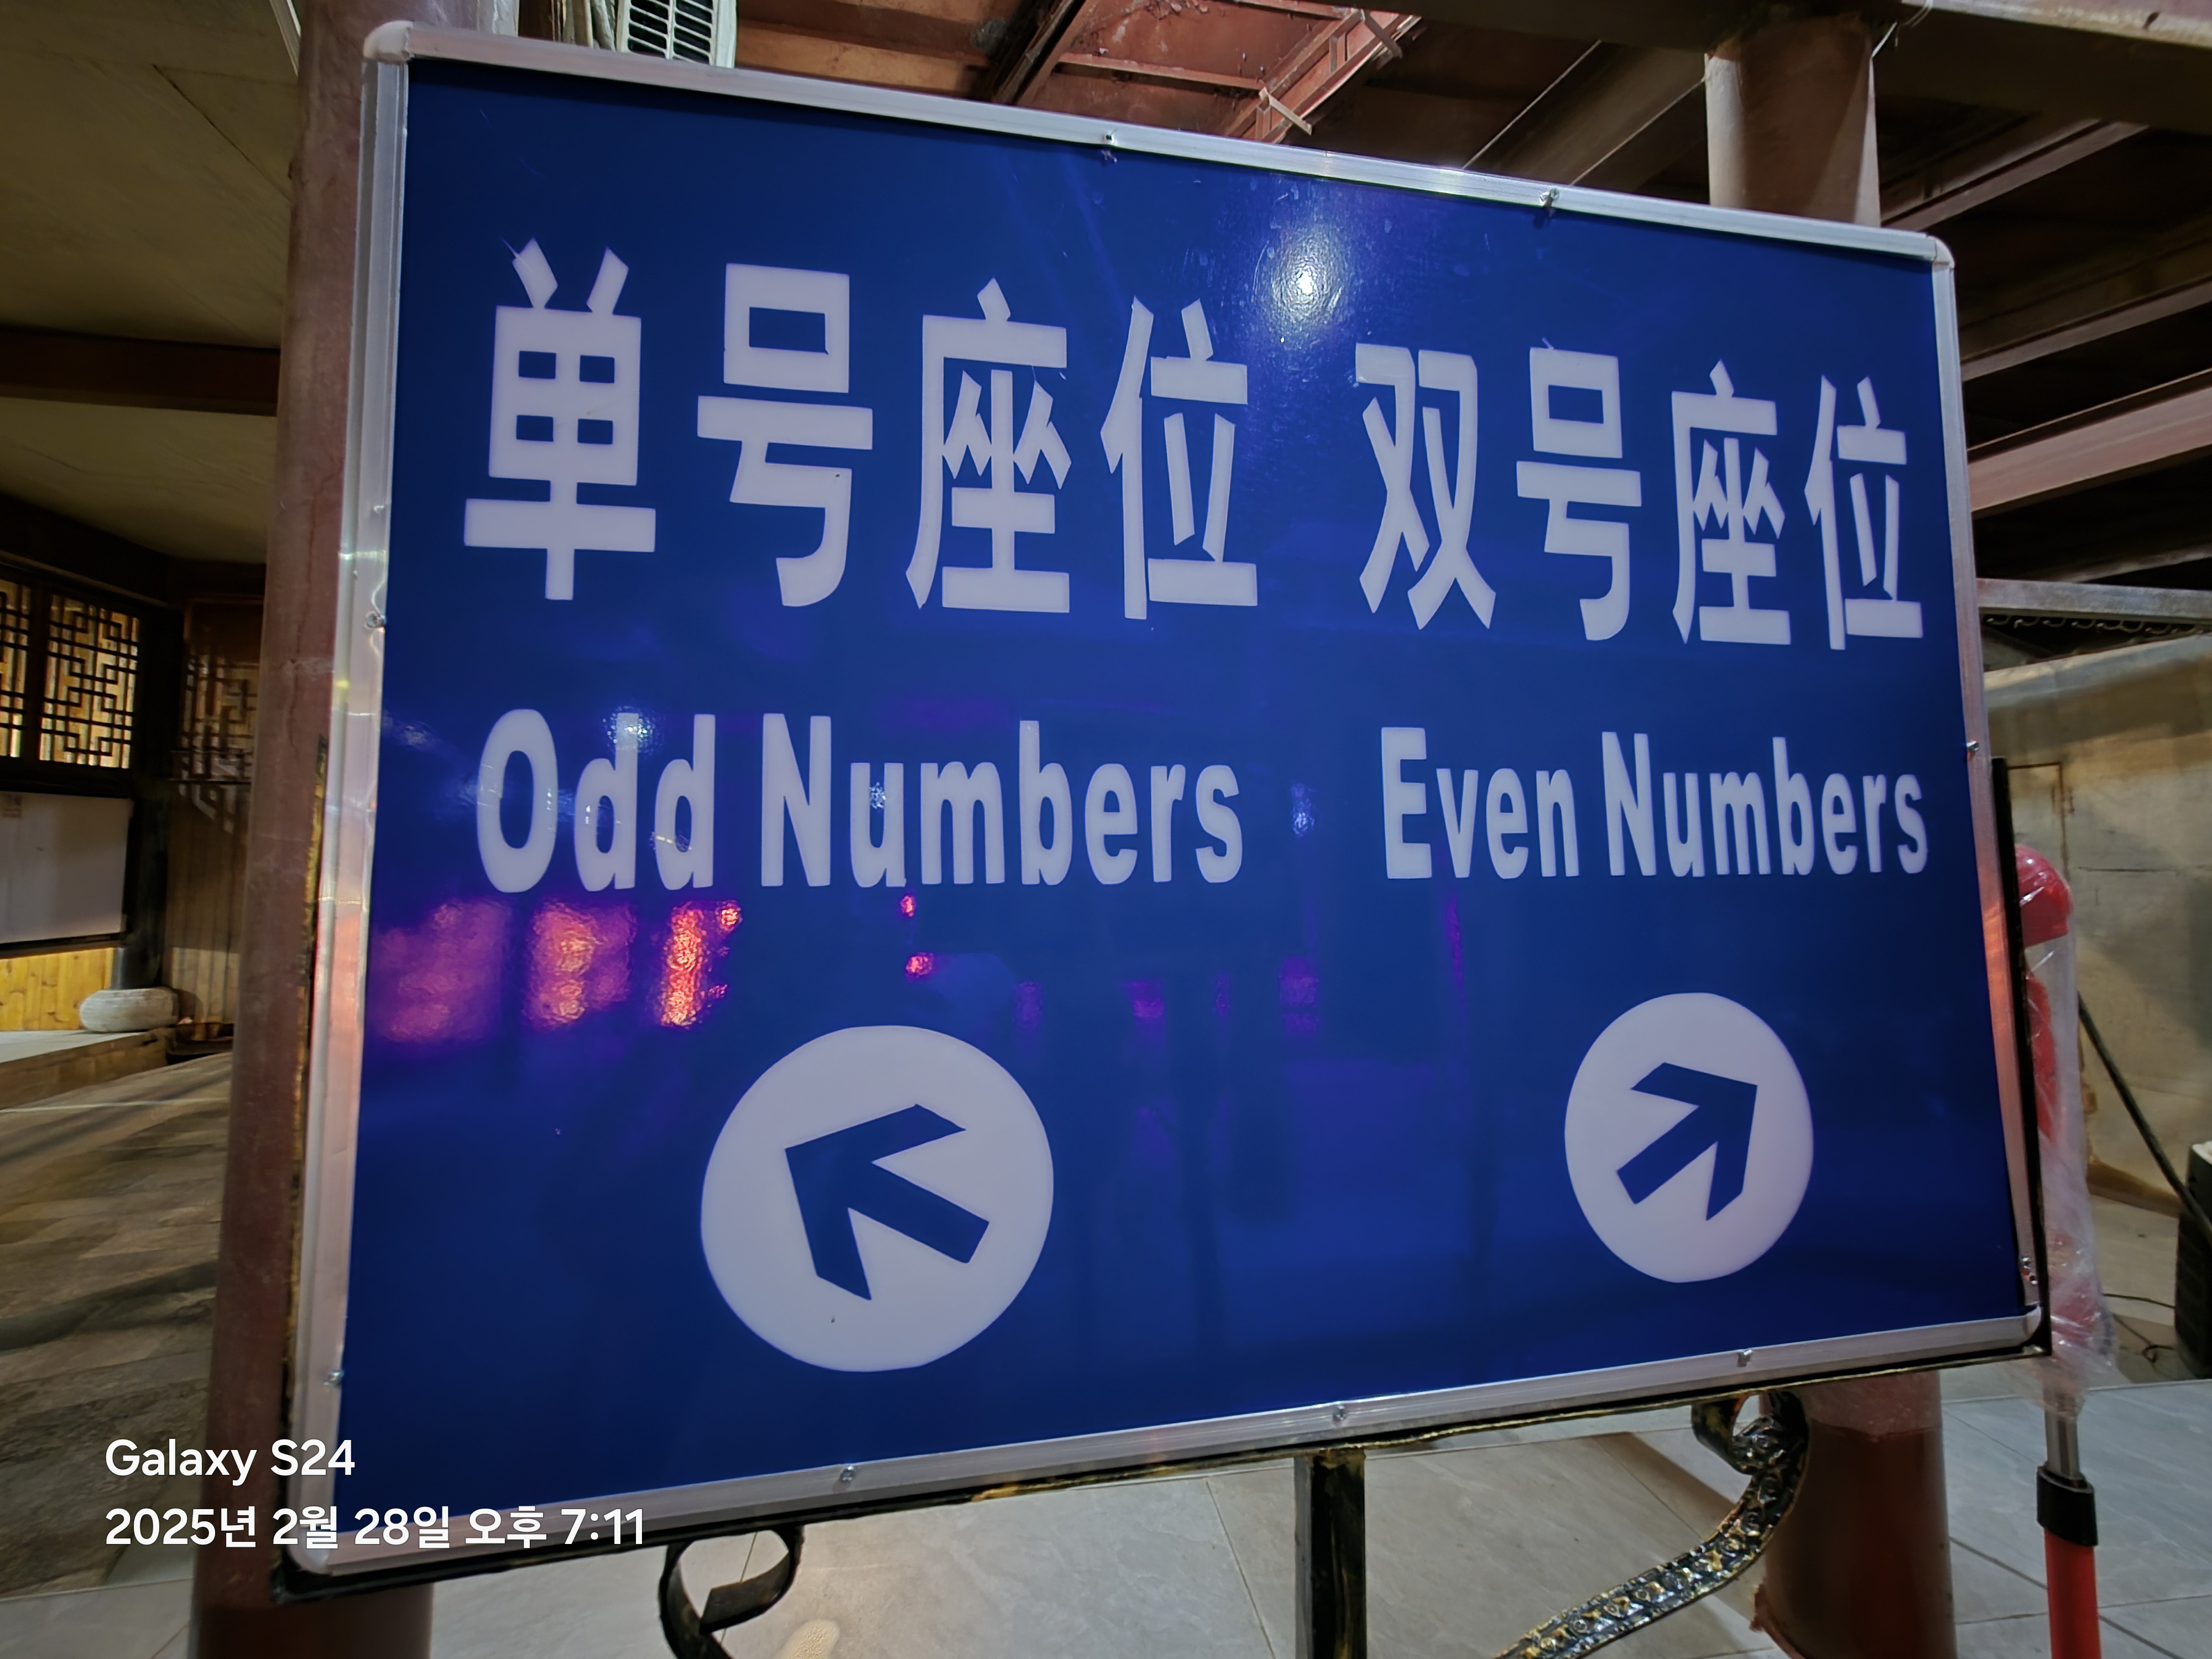 单号座位 双号座位
Odd Numbers Even Numbers
Galaxy S24
2025년 2월 28일 오후 7:11